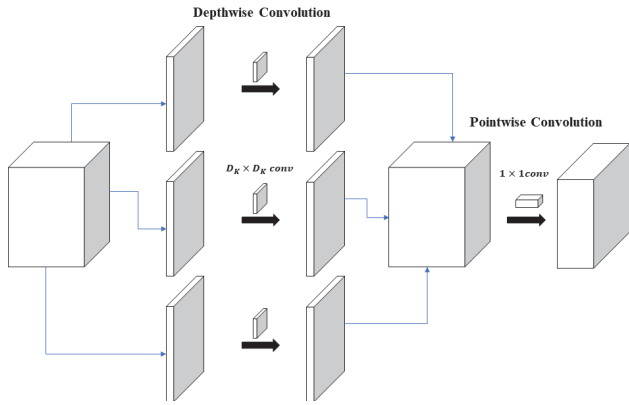 Depthwise Convolution
Pointwise Convolution
D_K × D_K conv
1 × 1conv